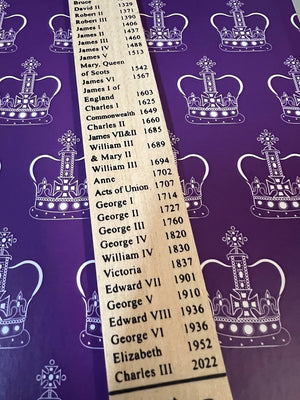 Bruce
David II 1329
Robert II 1371
Robert III 1390
James I 1406
James II 1437
James III 1460
James IV 1488
James V 1513
Mary, Queen
of Scots 1542
James VI 1567
James I of
England 1603
Charles I 1625
Commonwealth 1649
Charles II 1660
James VII&II 1685
William III
& Mary II 1689
William III 1694
Anne 1702
Acts of Union 1707
George I 1714
George II 1727
George III 1760
George IV 1820
William IV 1830
Victoria 1837
Edward VII 1901
George V 1910
Edward VIII 1936
George VI 1936
Elizabeth 1952
Charles III 2022